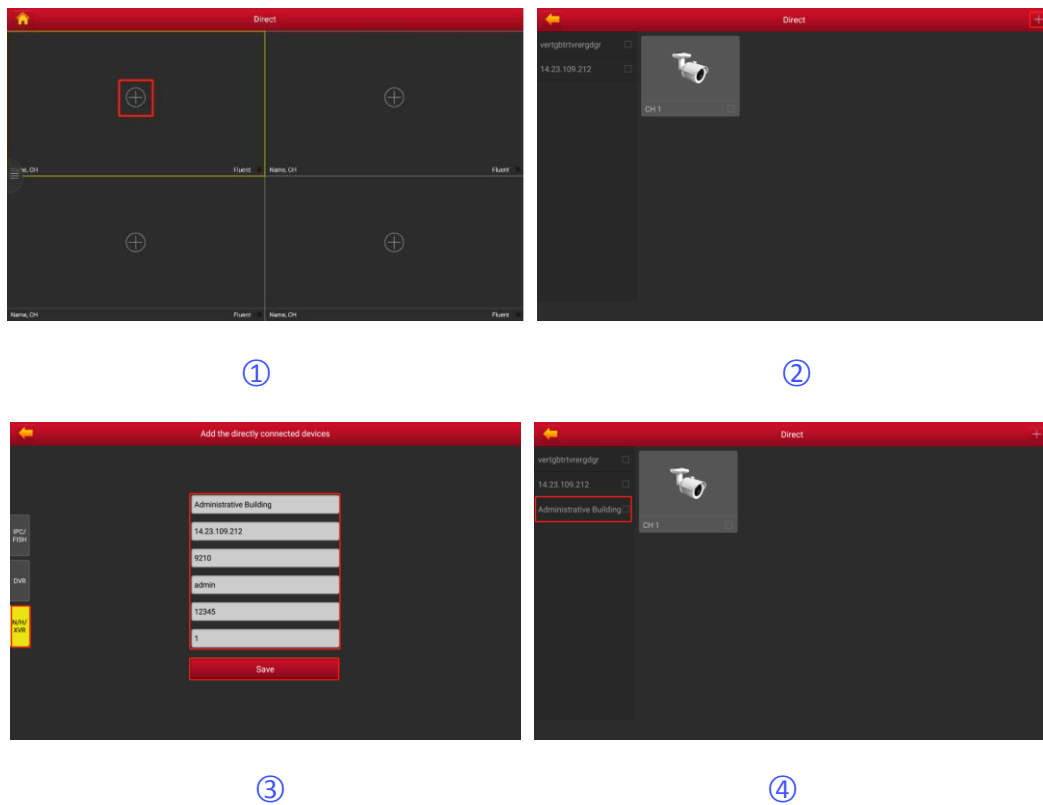 Direct
Name, CH
Fluent
Name, CH
Fluent
Name, CH
Fluent
Name, CH
Fluent
①
Direct
vertgbtrtvrergdgr
14.23.109.212
CH 1
②
Add the directly connected devices
IPC/
FISH
DVR
N/H/
XVR
Administrative Building
14.23.109.212
9210
admin
12345
1
Save
③
Direct
vertgbtrtvrergdgr
14.23.109.212
Administrative Building
CH 1
④